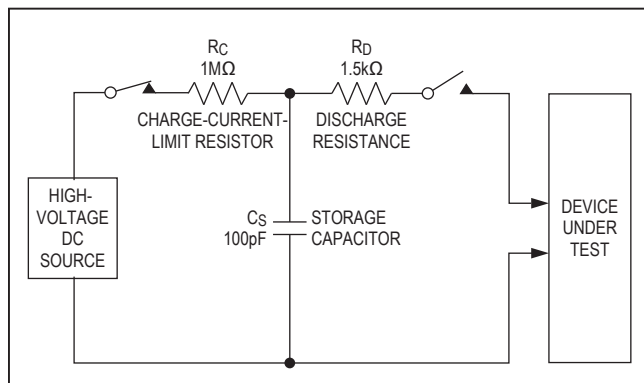 RC
1MΩ
CHARGE-CURRENT-
LIMIT RESISTOR
RD
1.5kΩ
DISCHARGE
RESISTANCE
HIGH-
VOLTAGE
DC
SOURCE
CS
100pF
STORAGE
CAPACITOR
DEVICE
UNDER
TEST